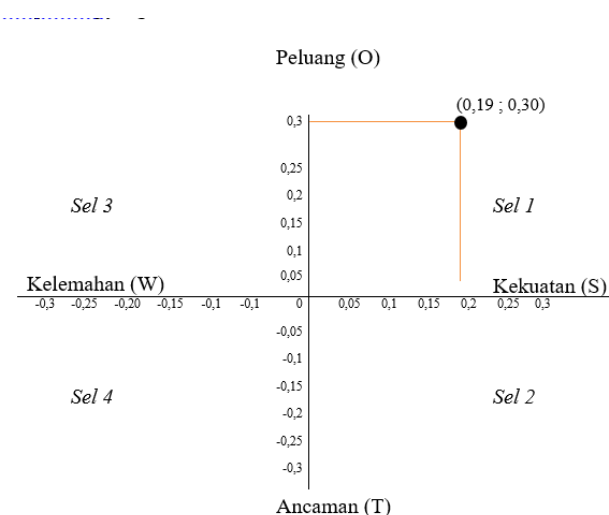 Peluang (O)
(0,19 ; 0,30)
0,3
0,25
0,2
Sel 3
Sel 1
0,15
0,1
0,05
Kelemahan (W)
Kekuatan (S)
-0,3 -0,25 -0,20 -0,15 -0,1 -0,1 0 0,05 0,1 0,15 0,2 0,25 0,3
-0,05
-0,1
-0,15
Sel 4
Sel 2
-0,2
-0,25
-0,3
Ancaman (T)